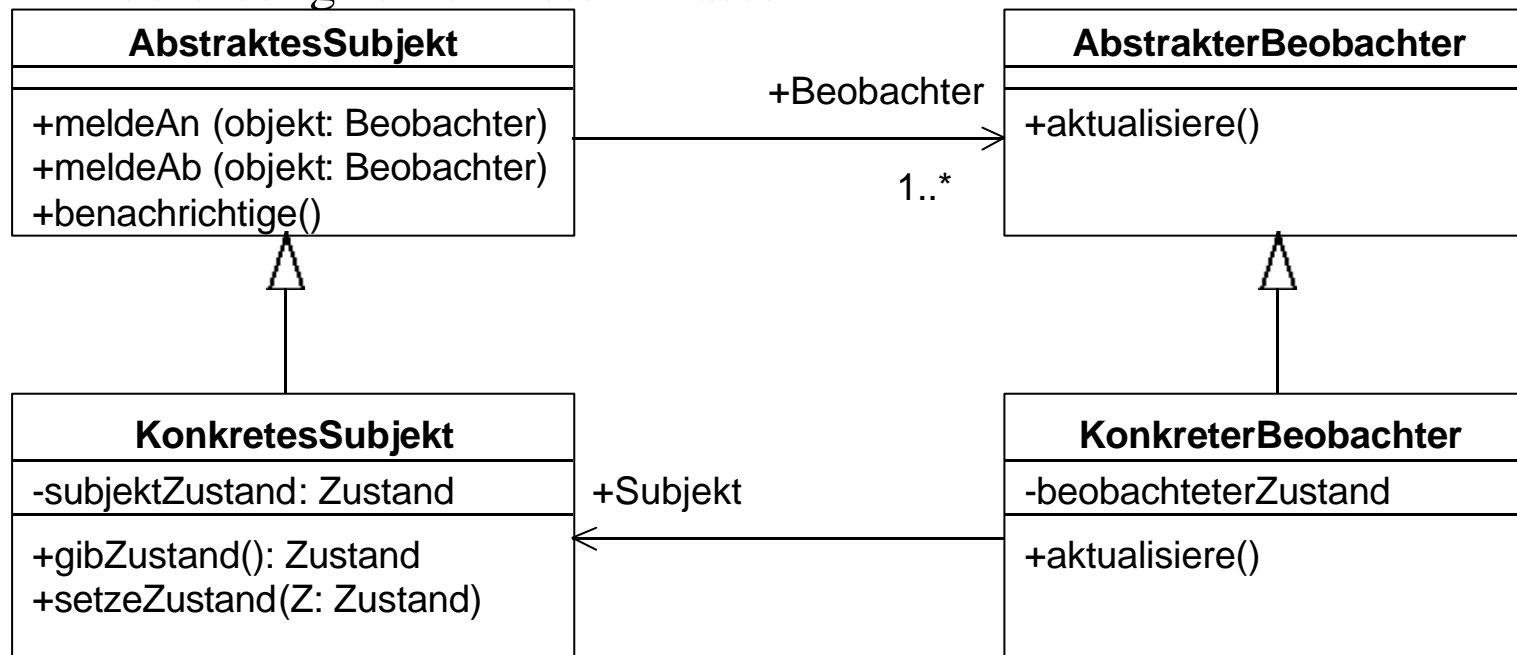 AbstraktesSubjekt
+meldeAn (objekt: Beobachter)
+meldeAb (objekt: Beobachter)
+benachrichtige()
+Beobachter
1..*
AbstrakterBeobachter
+aktualisiere()
KonkretesSubjekt
-subjektZustand: Zustand
+gibZustand(): Zustand
+setzeZustand(Z: Zustand)
+Subjekt
KonkreterBeobachter
-beobachteterZustand
+aktualisiere()